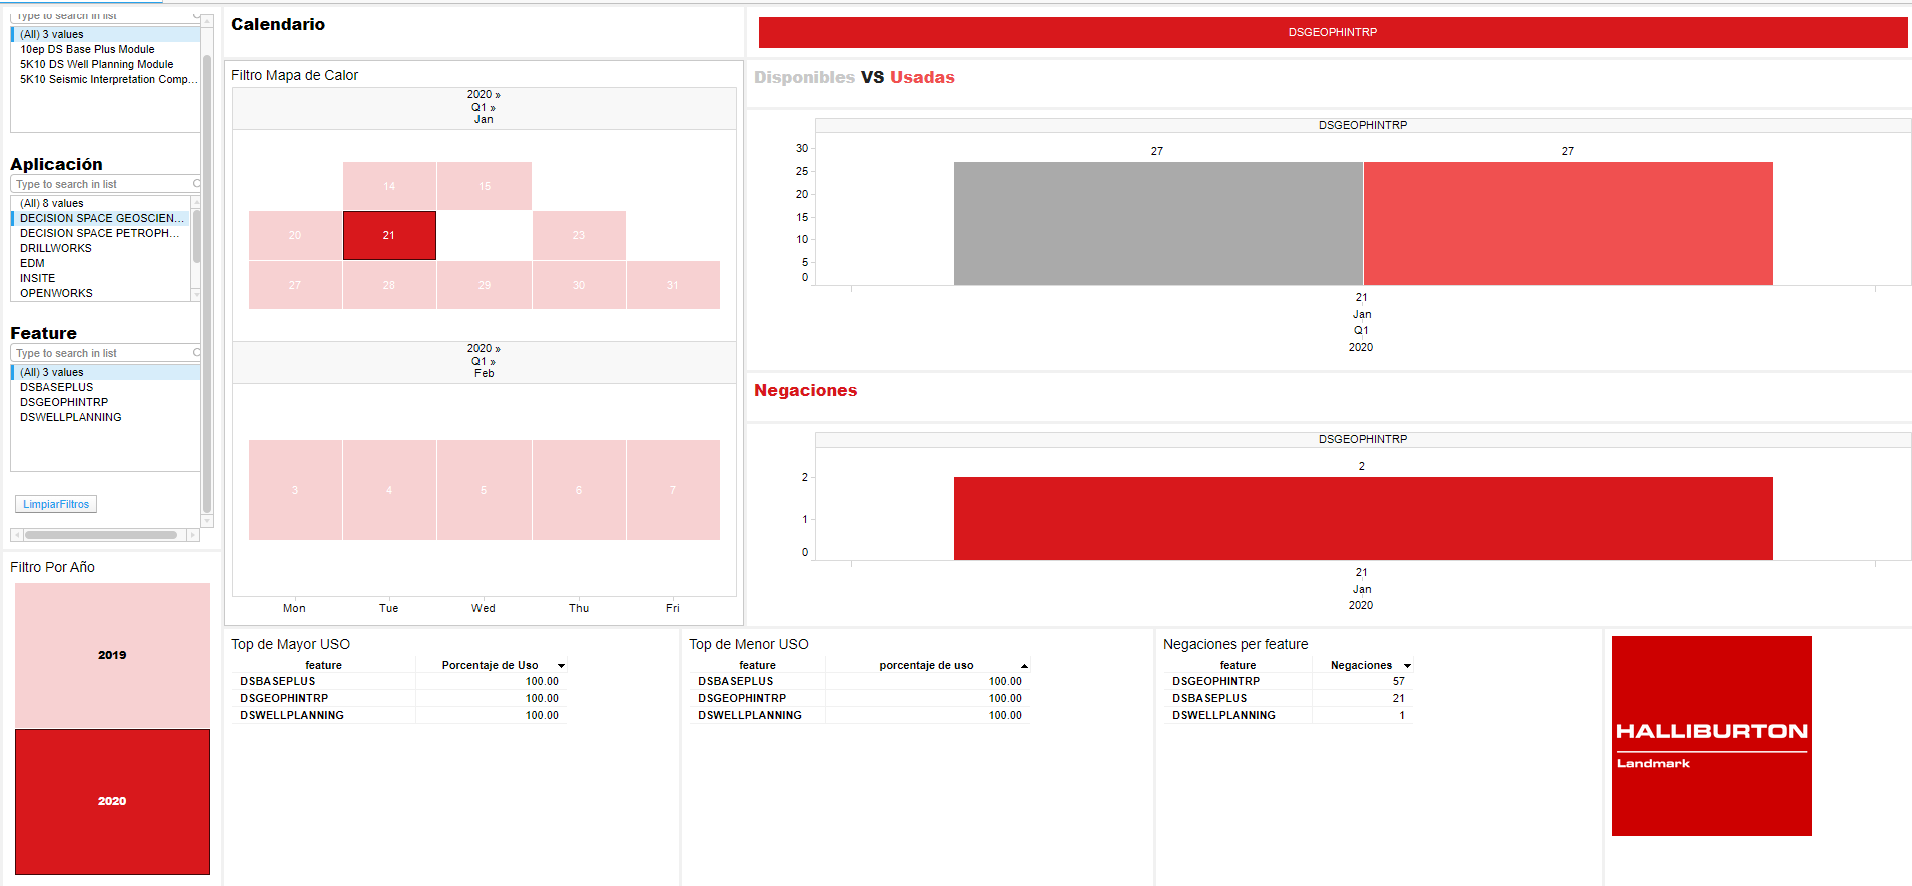 Type to search in list
(All) 3 values
10ep DS Base Plus Module
5K10 DS Well Planning Module
5K10 Seismic Interpretation Comp...
Aplicación
Type to search in list
(All) 8 values
DECISION SPACE GEOSCIEN...
DECISION SPACE PETROPH...
DRILLWORKS
EDM
INSITE
OPENWORKS
Feature
Type to search in list
(All) 3 values
DSBASEPLUS
DSGEOPHINTRP
DSWELLPLANNING
LimpiarFiltros
Filtro Por Año
2019
2020
Calendario
Filtro Mapa de Calor
2020 »
Q1 »
Jan
14 15
20 21 23
27 28 29 30 31
2020 »
Q1 »
Feb
3 4 5 6 7
Mon Tue Wed Thu Fri
DSGEOPHINTRP
Disponibles VS Usadas
DSGEOPHINTRP
30
25
20
15
10
5
0
27 27
21
Jan
Q1
2020
Negaciones
DSGEOPHINTRP
2
2
1
0
21
Jan
2020
Top de Mayor USO
feature Porcentaje de Uso
DSBASEPLUS 100.00
DSGEOPHINTRP 100.00
DSWELLPLANNING 100.00
Top de Menor USO
feature porcentaje de uso
DSBASEPLUS 100.00
DSGEOPHINTRP 100.00
DSWELLPLANNING 100.00
Negaciones per feature
feature Negaciones
DSGEOPHINTRP 57
DSBASEPLUS 21
DSWELLPLANNING 1
HALLIBURTON
Landmark